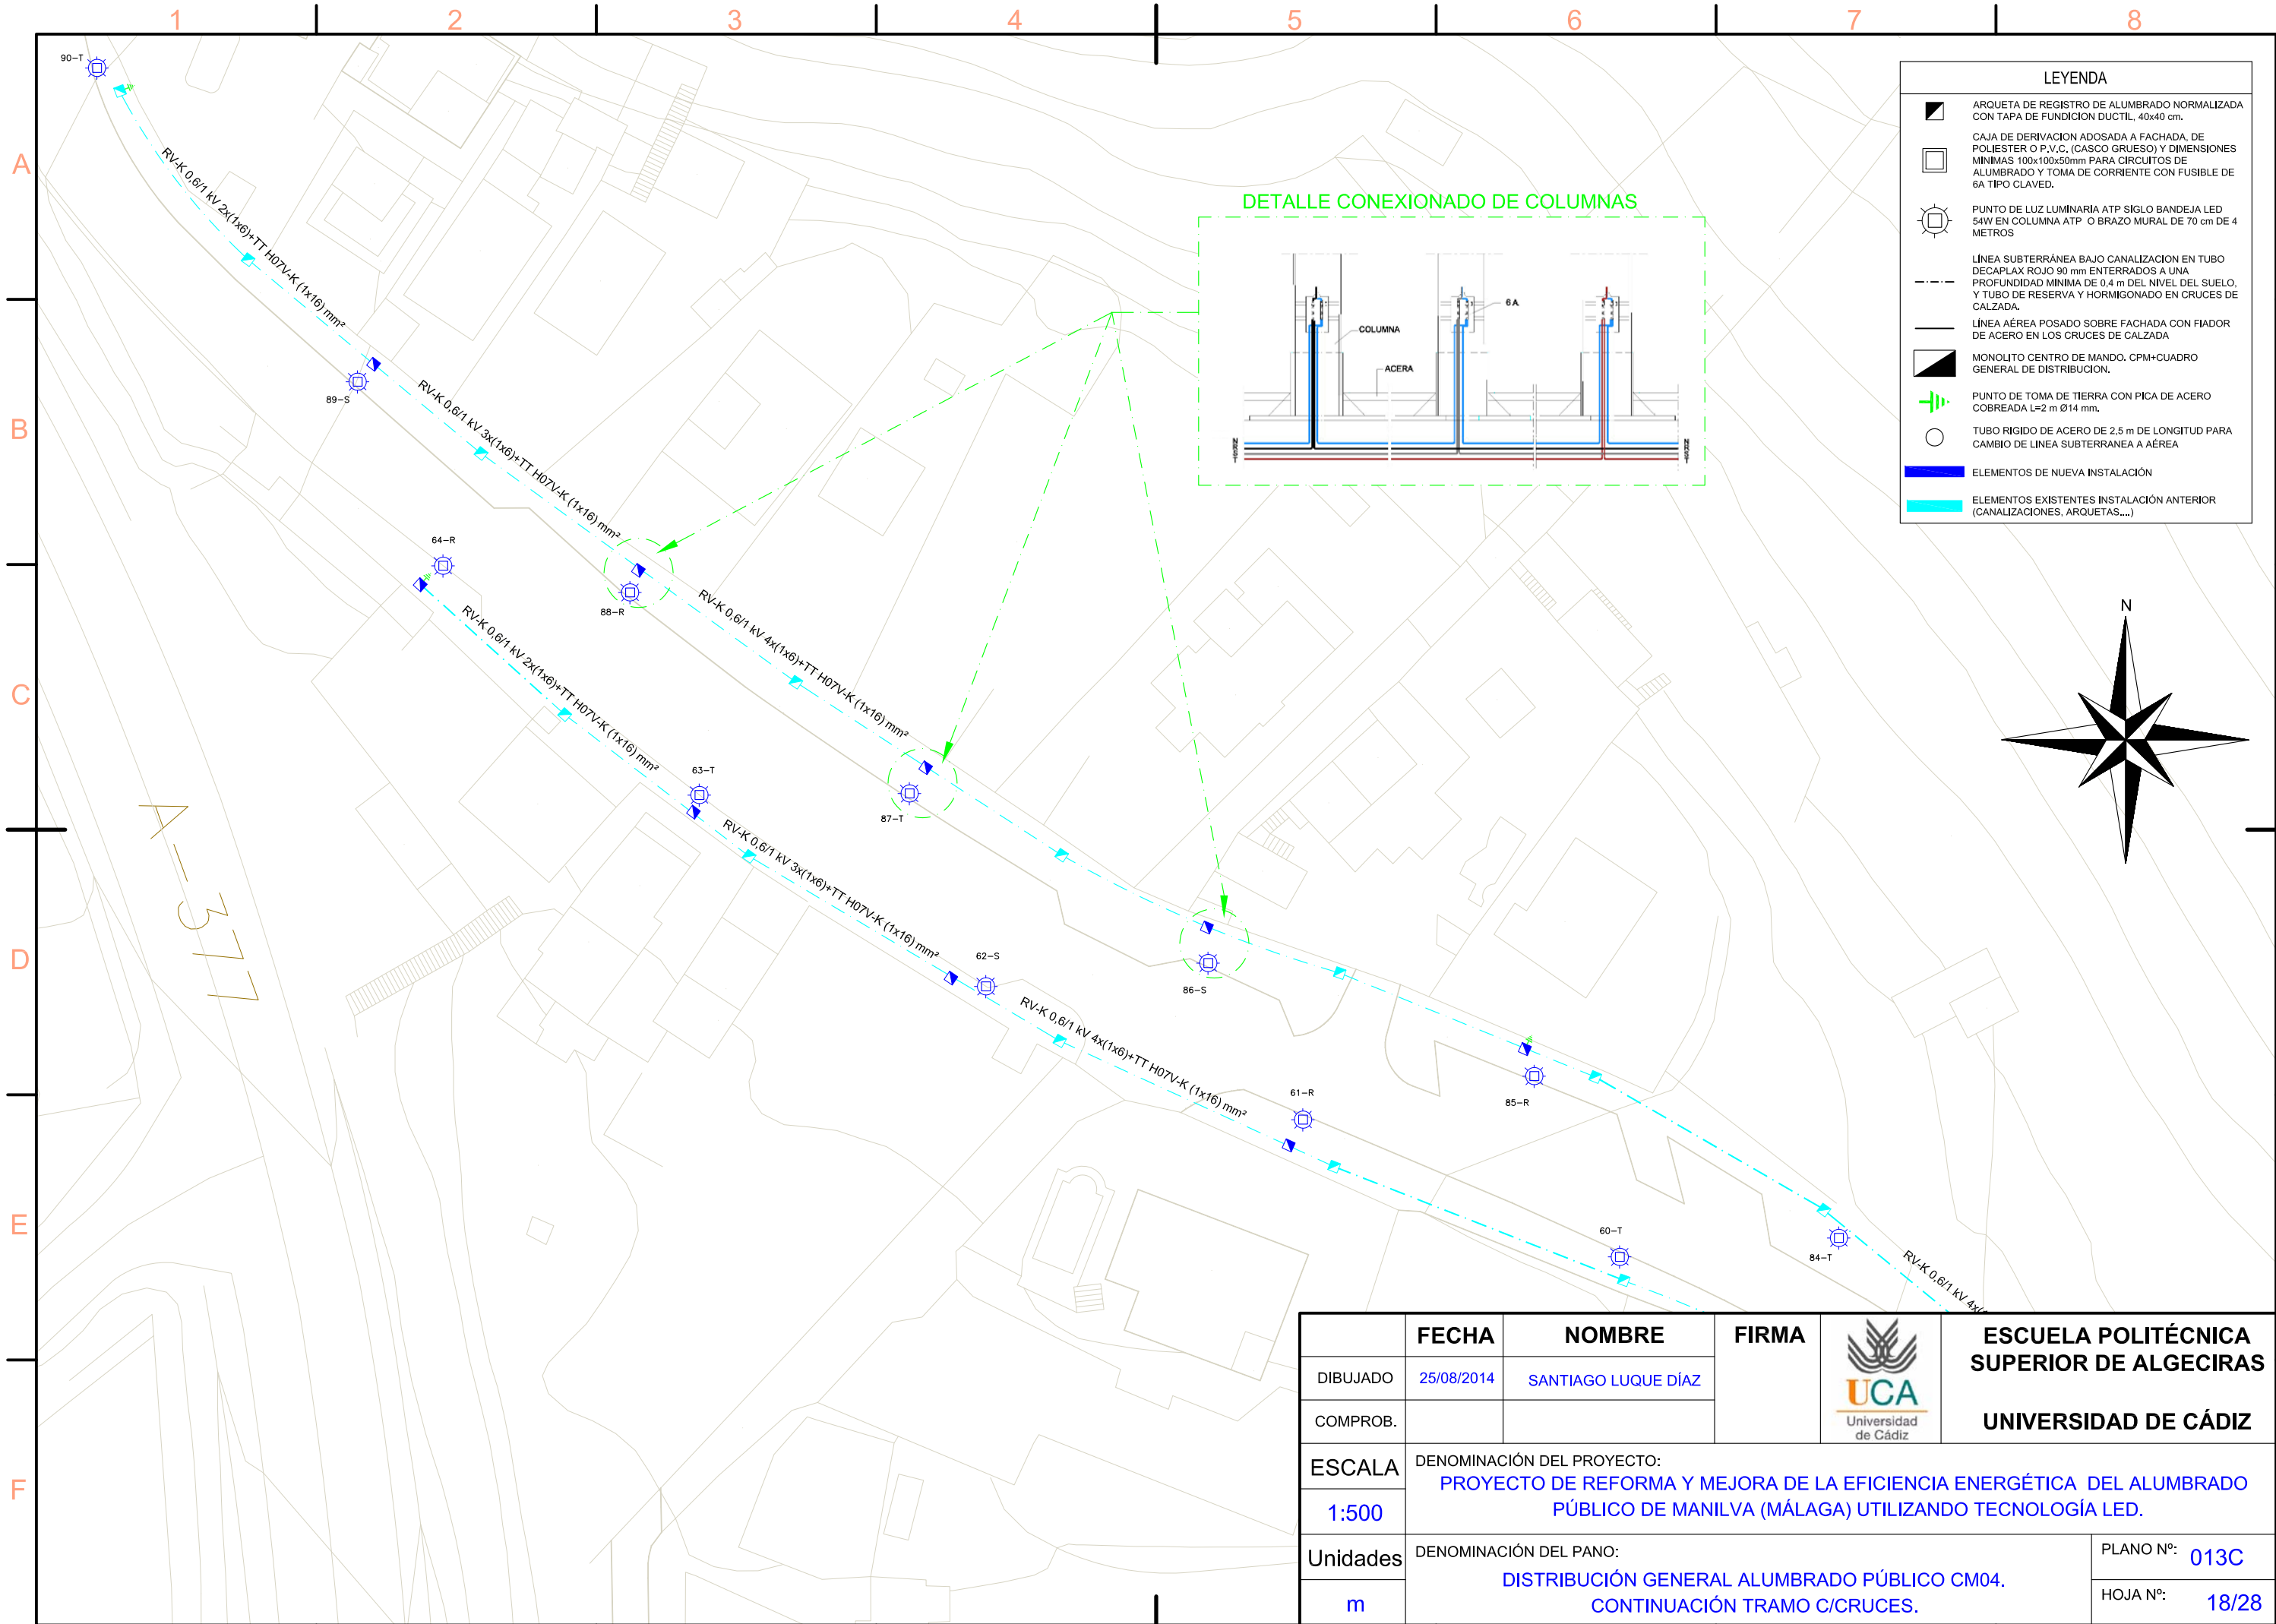 1 2 3 4 5 6 7 8
A
B
C
D
E
F
90-T
RV-K 0,6/1 kV 2x(1x6)+TT H07V-K (1x16) mm²
89-S
RV-K 0,6/1 kV 3x(1x6)+TT H07V-K (1x16) mm²
64-R
88-R
RV-K 0,6/1 kV 4x(1x6)+TT H07V-K (1x16) mm²
RV-K 0,6/1 kV 2x(1x6)+TT H07V-K (1x16) mm²
63-T
87-T
RV-K 0,6/1 kV 3x(1x6)+TT H07V-K (1x16) mm²
A-377
62-S
86-S
RV-K 0,6/1 kV 4x(1x6)+TT H07V-K (1x16) mm²
61-R
85-R
60-T
84-T
RV-K 0,6/1 kV 4x(
DETALLE CONEXIONADO DE COLUMNAS
6 A
COLUMNA
ACERA
N
R
S
T
N
R
S
T
LEYENDA
ARQUETA DE REGISTRO DE ALUMBRADO NORMALIZADA
CON TAPA DE FUNDICION DUCTIL, 40x40 cm.
CAJA DE DERIVACION ADOSADA A FACHADA, DE
POLIESTER O P.V.C. (CASCO GRUESO) Y DIMENSIONES
MINIMAS 100x100x50mm PARA CIRCUITOS DE
ALUMBRADO Y TOMA DE CORRIENTE CON FUSIBLE DE
6A TIPO CLAVED.
PUNTO DE LUZ LUMINARIA ATP SIGLO BANDEJA LED
54W EN COLUMNA ATP O BRAZO MURAL DE 70 cm DE 4
METROS
LÍNEA SUBTERRÁNEA BAJO CANALIZACION EN TUBO
DECAPLAX ROJO 90 mm ENTERRADOS A UNA
PROFUNDIDAD MINIMA DE 0,4 m DEL NIVEL DEL SUELO,
Y TUBO DE RESERVA Y HORMIGONADO EN CRUCES DE
CALZADA.
LÍNEA AÉREA POSADO SOBRE FACHADA CON FIADOR
DE ACERO EN LOS CRUCES DE CALZADA
MONOLITO CENTRO DE MANDO. CPM+CUADRO
GENERAL DE DISTRIBUCION.
PUNTO DE TOMA DE TIERRA CON PICA DE ACERO
COBREADA L=2 m Ø14 mm.
TUBO RIGIDO DE ACERO DE 2,5 m DE LONGITUD PARA
CAMBIO DE LINEA SUBTERRANEA A AÉREA
ELEMENTOS DE NUEVA INSTALACIÓN
ELEMENTOS EXISTENTES INSTALACIÓN ANTERIOR
(CANALIZACIONES, ARQUETAS....)
N
FECHA NOMBRE FIRMA
DIBUJADO 25/08/2014 SANTIAGO LUQUE DÍAZ
COMPROB.
UCA
Universidad
de Cádiz
ESCUELA POLITÉCNICA
SUPERIOR DE ALGECIRAS
UNIVERSIDAD DE CÁDIZ
ESCALA
1:500
DENOMINACIÓN DEL PROYECTO:
PROYECTO DE REFORMA Y MEJORA DE LA EFICIENCIA ENERGÉTICA DEL ALUMBRADO
PÚBLICO DE MANILVA (MÁLAGA) UTILIZANDO TECNOLOGÍA LED.
Unidades
m
DENOMINACIÓN DEL PANO:
DISTRIBUCIÓN GENERAL ALUMBRADO PÚBLICO CM04.
CONTINUACIÓN TRAMO C/CRUCES.
PLANO Nº: 013C
HOJA Nº: 18/28